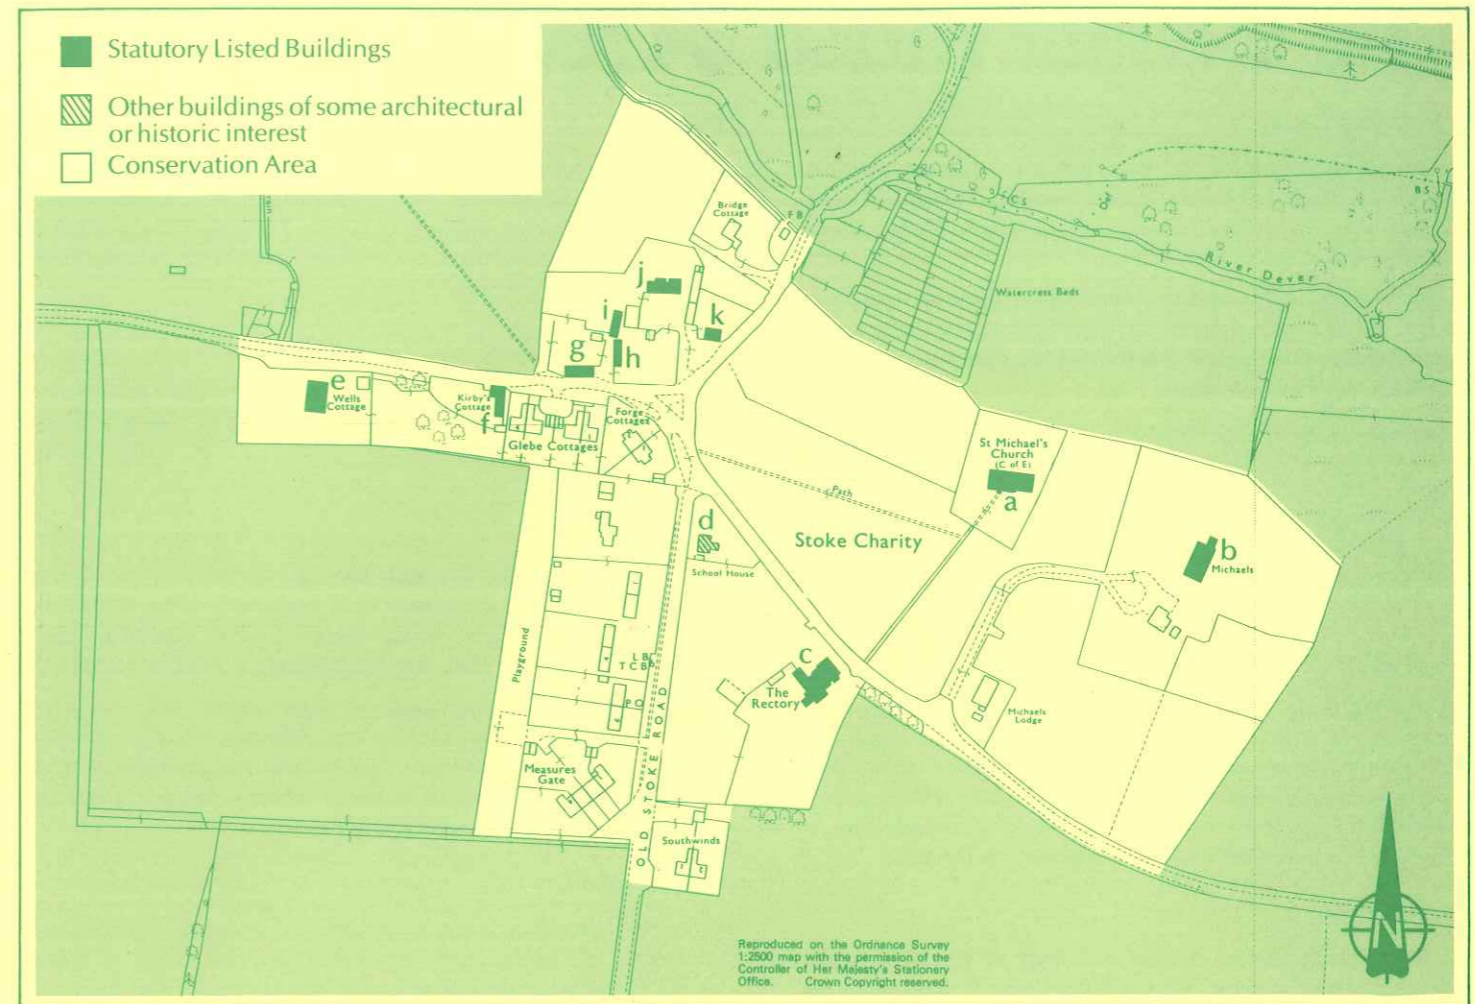 Statutory Listed Buildings
Other buildings of some architectural
or historic interest
Conservation Area
Bridge
Cottage
F B
F C S
B S
River Dever
Watercress Beds
j
i
k
g
h
e
Wells
Cottage
Kirby's
Cottage
f
Glebe Cottages
Forge
Cottages
St Michael's
Church
(C of E)
a
Path
Stoke Charity
d
School House
b
Michaels
Playground
L B
T C B
P O
c
The
Rectory
Michaels
Lodge
Measures
Gate
OLD STOKE ROAD
Southwinds
N
Reproduced on the Ordnance Survey
1:2500 map with the permission of the
Controller of Her Majesty's Stationery
Office. Crown Copyright reserved.